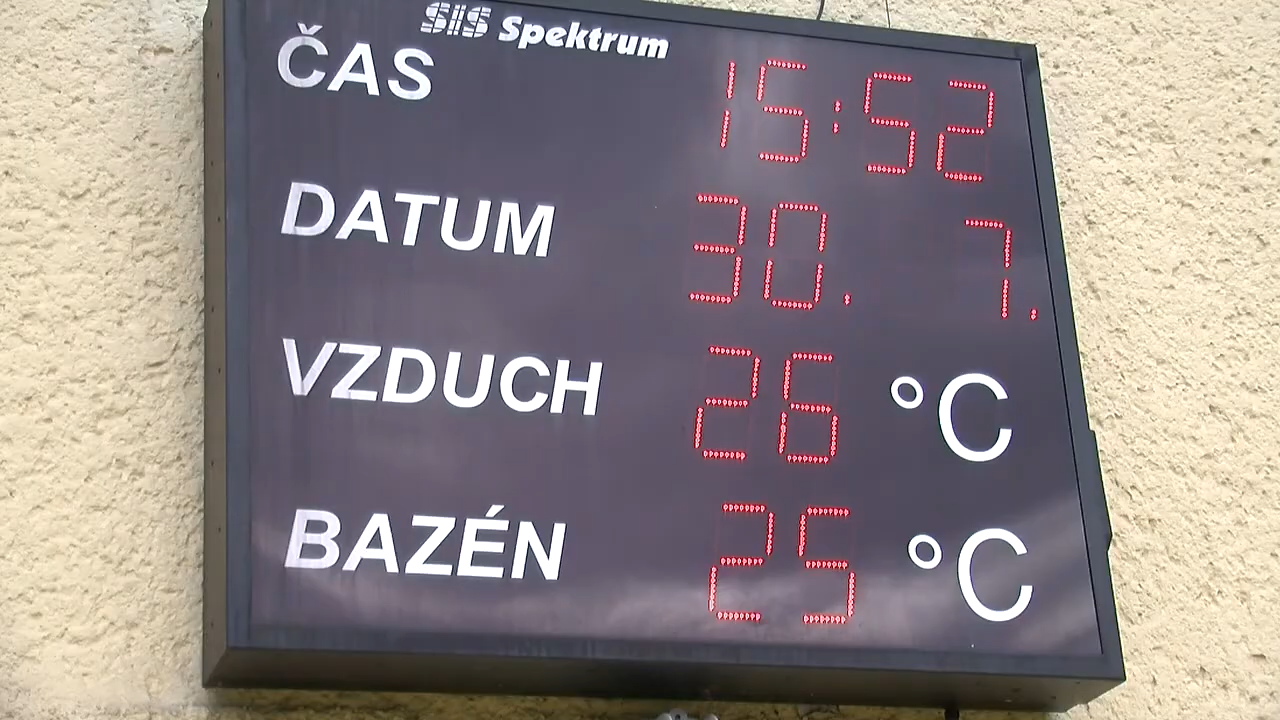 SIS Spektrum
ČAS 15:52
DATUM 30. 7.
VZDUCH 26 °C
BAZÉN 25 °C